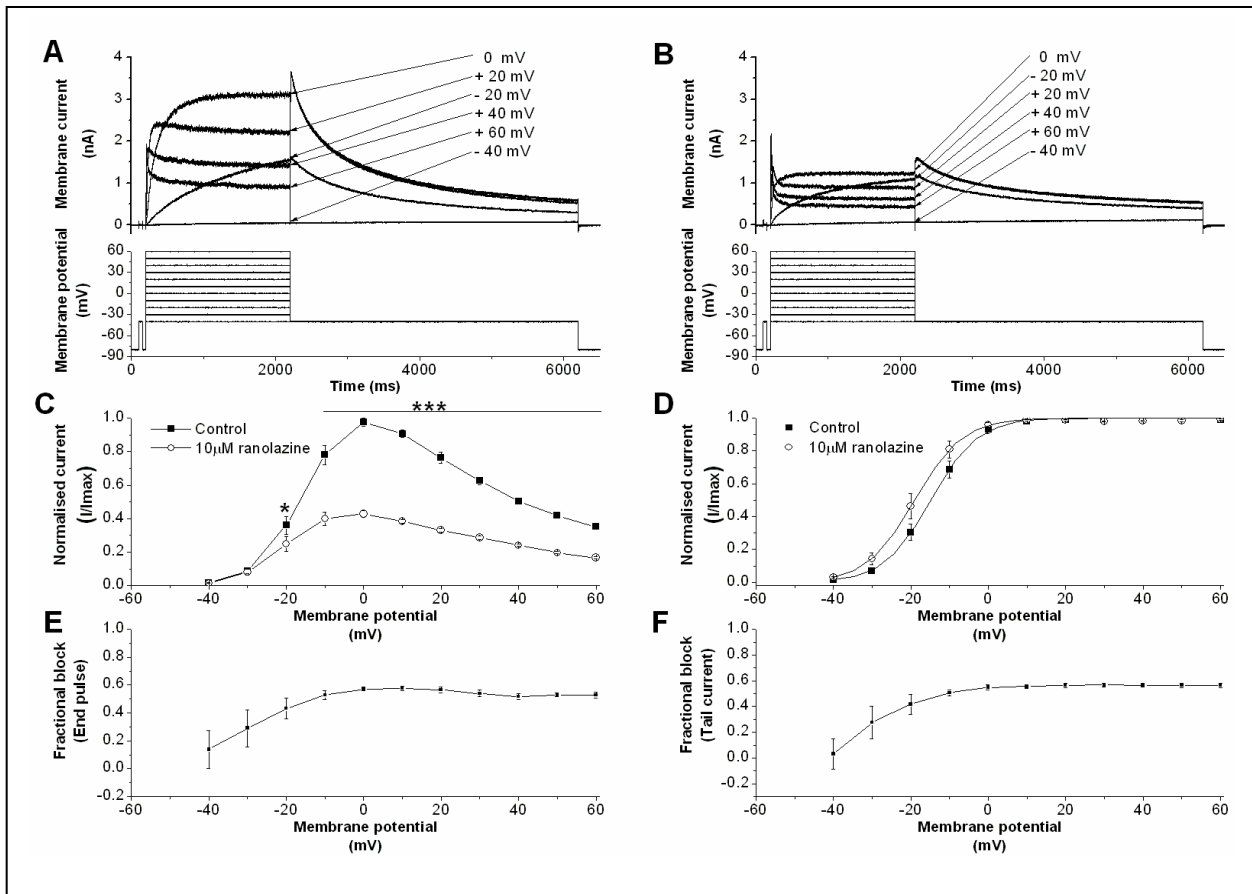 A
4
3
2
1
0
Membrane current
(nA)
0 mV
+ 20 mV
- 20 mV
+ 40 mV
+ 60 mV
- 40 mV
60
30
0
-30
-60
-90
Membrane potential
(mV)
0
2000
4000
6000
Time (ms)
B
4
3
2
1
0
Membrane current
(nA)
0 mV
- 20 mV
+ 20 mV
+ 40 mV
+ 60 mV
- 40 mV
60
30
0
-30
-60
-90
Membrane potential
(mV)
0
2000
4000
6000
Time (ms)
C
1.0
0.8
0.6
0.4
0.2
0.0
Normalised current
(I/Imax)
Control
10µM ranolazine
***
*
-60
-40
-20
0
20
40
60
Membrane potential
(mV)
D
1.0
0.8
0.6
0.4
0.2
0.0
Normalised current
(I/Imax)
Control
10µM ranolazine
-60
-40
-20
0
20
40
60
Membrane potential
(mV)
E
1.0
0.8
0.6
0.4
0.2
0.0
-0.2
Fractional block
(End pulse)
-60
-40
-20
0
20
40
60
Membrane potential
(mV)
F
1.0
0.8
0.6
0.4
0.2
0.0
-0.2
Fractional block
(Tail current)
-60
-40
-20
0
20
40
60
Membrane potential
(mV)